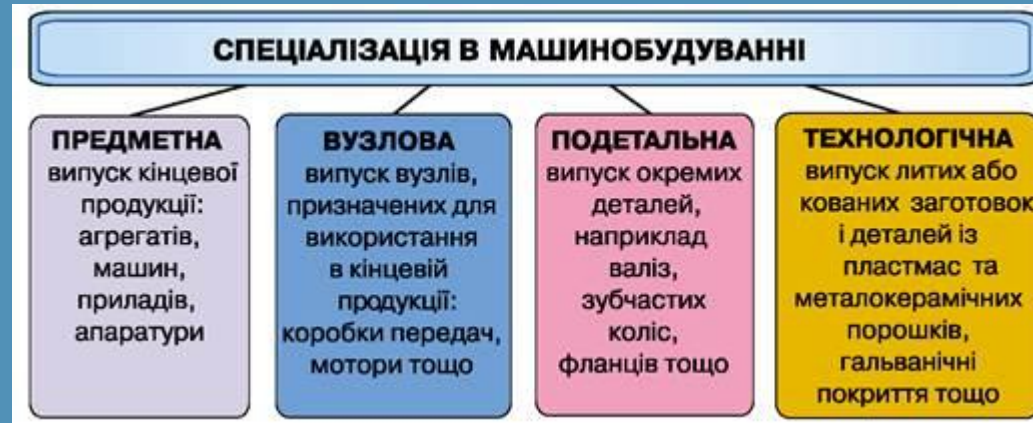 СПЕЦІАЛІЗАЦІЯ В МАШИНОБУДУВАННІ
ПРЕДМЕТНА
випуск кінцевої
продукції:
агрегатів,
машин,
приладів,
апаратури
ВУЗЛОВА
випуск вузлів,
призначених для
використання
в кінцевій
продукції:
коробки передач,
мотори тощо
ПОДЕТАЛЬНА
випуск окремих
деталей,
наприклад
валіз,
зубчастих
коліс,
фланців тощо
ТЕХНОЛОГІЧНА
випуск литих або
кованих заготовок
і деталей із
пластмас та
металокерамічних
порошків,
гальванічні
покриття тощо